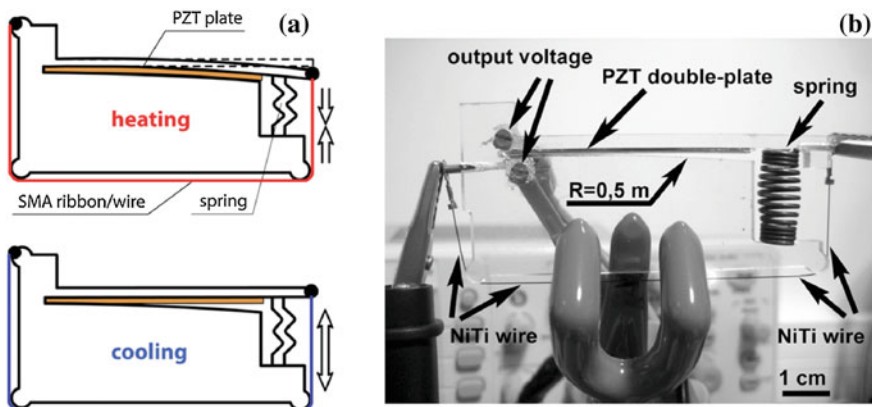 PZT plate
(a)
heating
SMA ribbon/wire
spring
cooling
(b)
output voltage
PZT double-plate
spring
R=0,5 m
NiTi wire
NiTi wire
1 cm